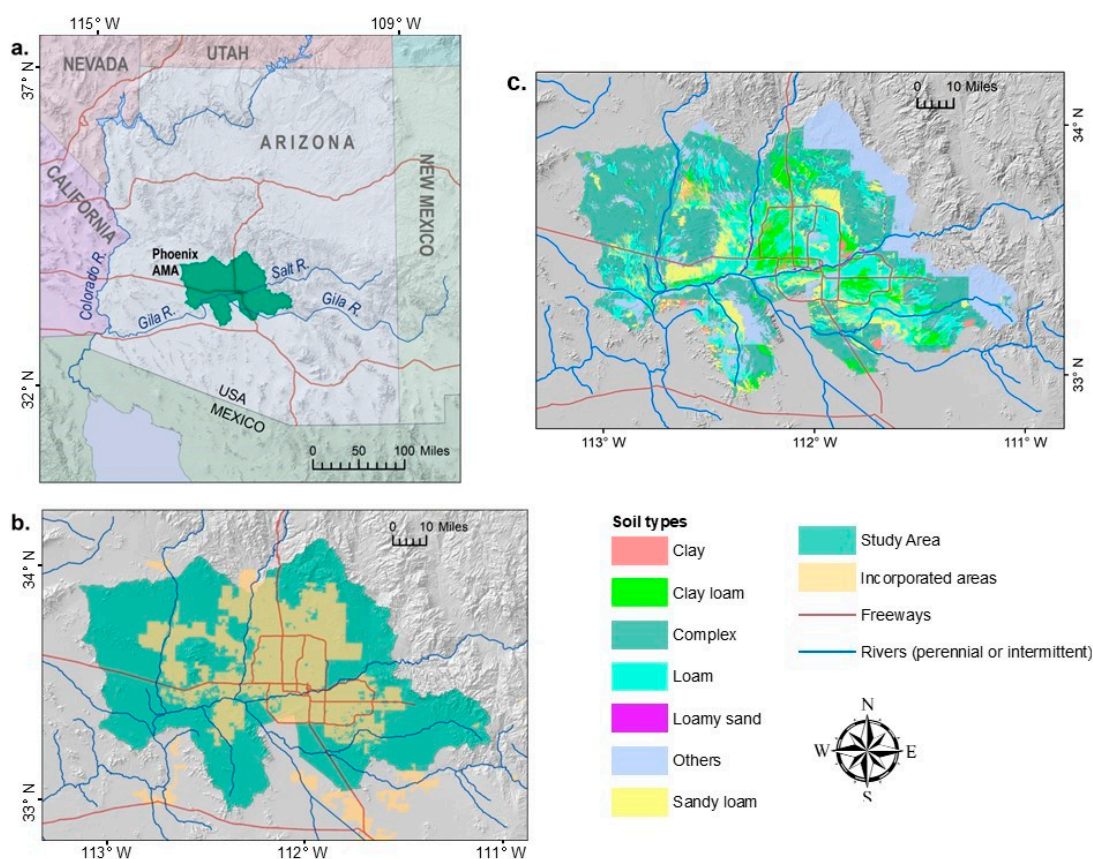 115° W
109° W
a.
37° N
32° N
NEVADA
UTAH
ARIZONA
CALIFORNIA
NEW MEXICO
Phoenix
AMA
Colorado R.
Salt R.
Gila R.
Gila R.
USA
MEXICO
0 50 100 Miles
c.
0 10 Miles
34° N
33° N
113° W
112° W
111° W
b.
0 10 Miles
34° N
33° N
113° W
112° W
111° W
Soil types
Clay
Clay loam
Complex
Loam
Loamy sand
Others
Sandy loam
Study Area
Incorporated areas
Freeways
Rivers (perennial or intermittent)
N
W
E
S